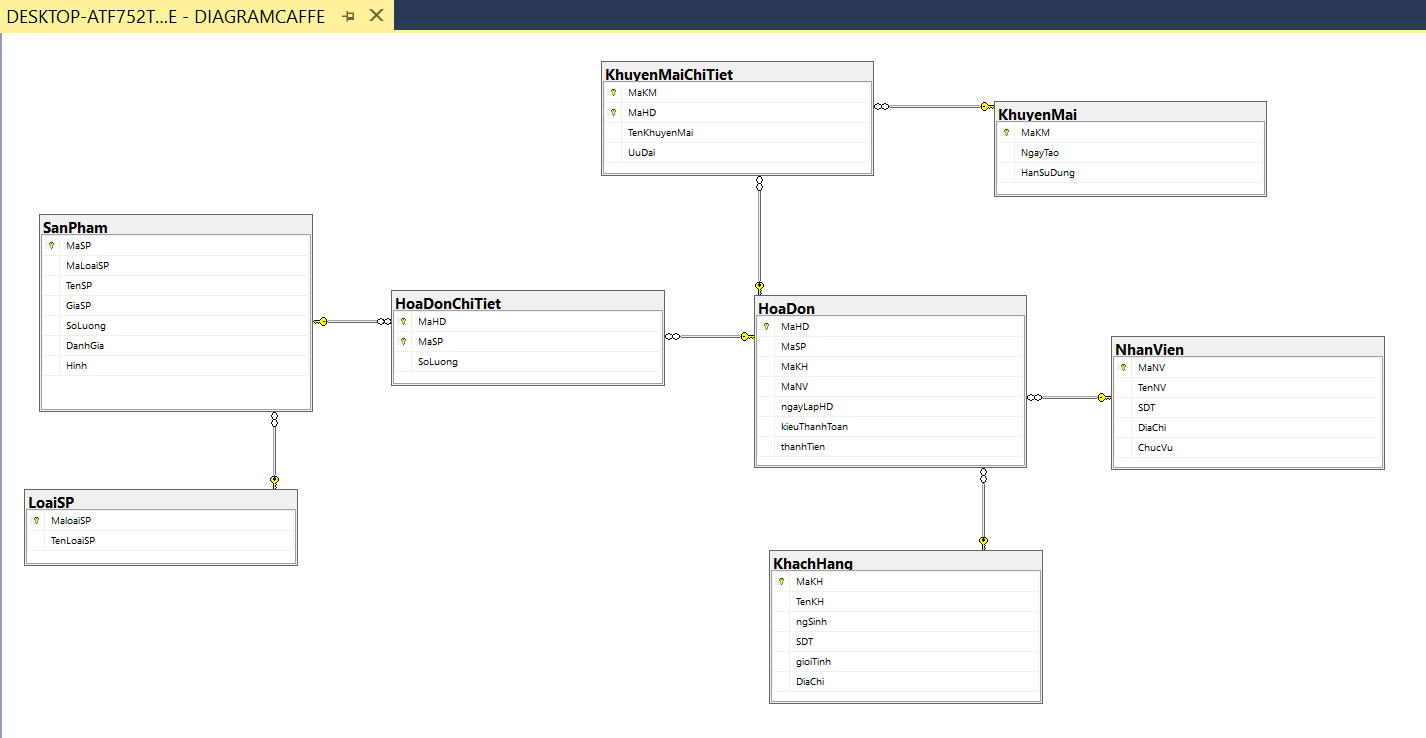 DESKTOP-ATF752T...E - DIAGRAMCAFFE
KhuyenMaiChiTiet
MaKM
MaHD
TenKhuyenMai
UuDai
KhuyenMai
MaKM
NgayTao
HanSuDung
SanPham
MaSP
MaLoaiSP
TenSP
GiaSP
SoLuong
DanhGia
Hinh
HoaDonChiTiet
MaHD
MaSP
SoLuong
HoaDon
MaHD
MaSP
MaKH
MaNV
ngayLapHD
kieuThanhToan
thanhTien
NhanVien
MaNV
TenNV
SDT
DiaChi
ChucVu
LoaiSP
MaloaiSP
TenLoaiSP
KhachHang
MaKH
TenKH
ngSinh
SDT
gioiTinh
DiaChi